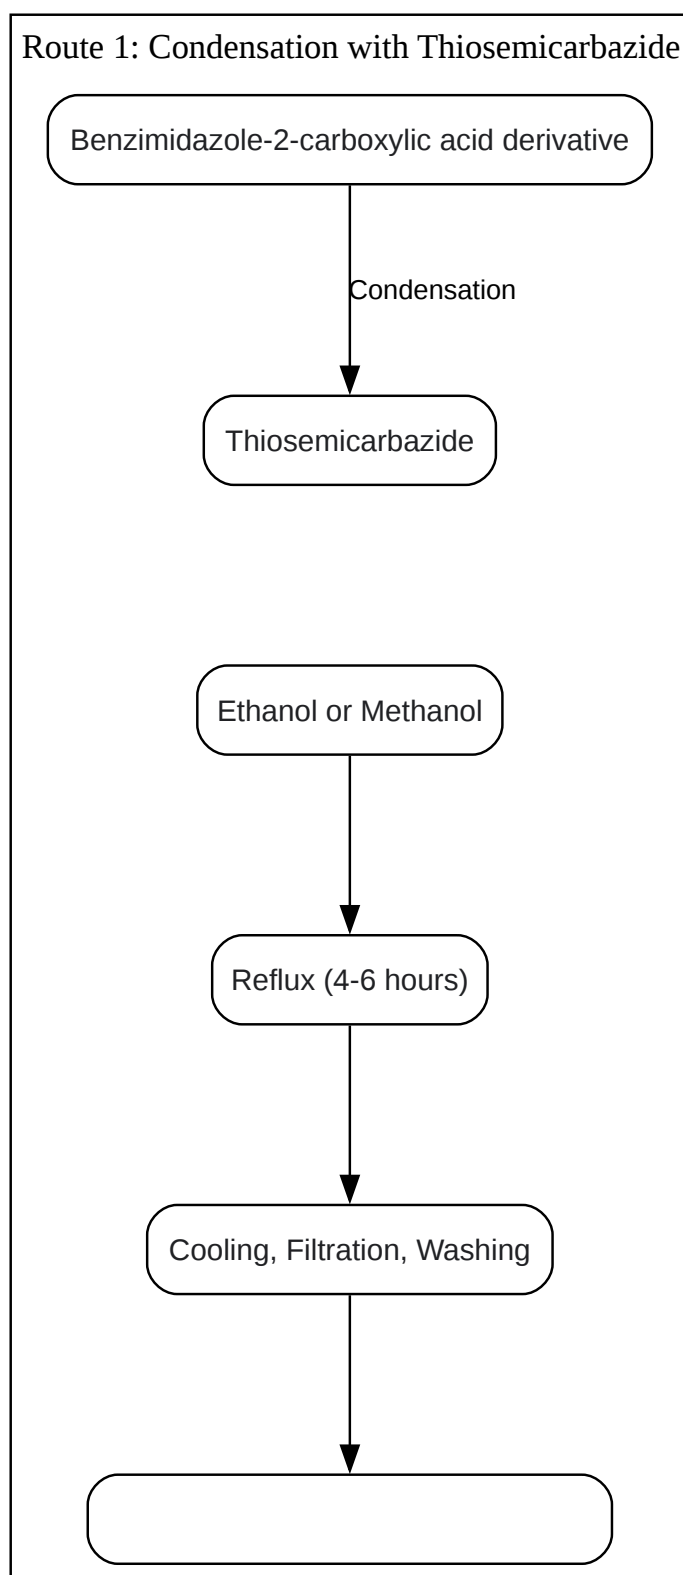 Route 1: Condensation with Thiosemicarbazide
Benzimidazole-2-carboxylic acid derivative
Condensation
Thiosemicarbazide
Ethanol or Methanol
Reflux (4-6 hours)
Cooling, Filtration, Washing